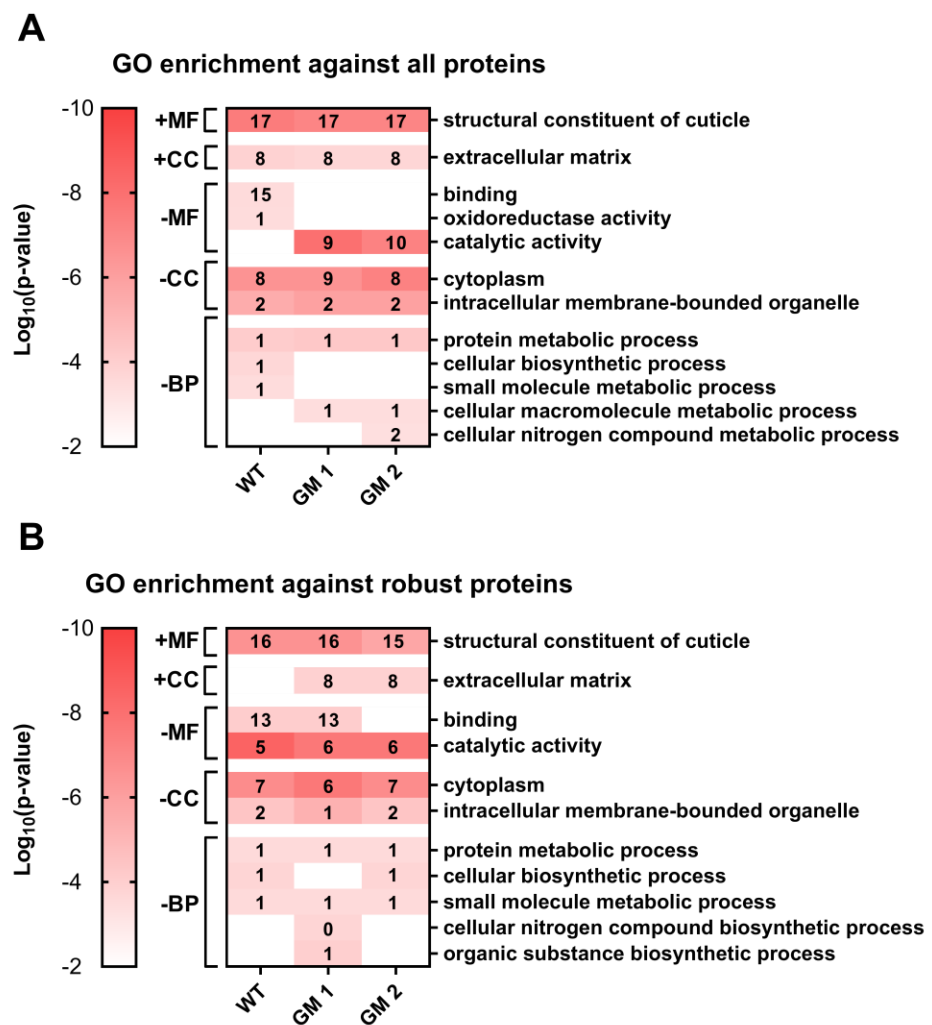 A
GO enrichment against all proteins
Log10(p-value)
-10
-8
-6
-4
-2
+MF 17 17 17 structural constituent of cuticle
+CC 8 8 8 extracellular matrix
-MF
15 binding
1 oxidoreductase activity
9 10 catalytic activity
-CC
8 9 8 cytoplasm
2 2 2 intracellular membrane-bounded organelle
-BP
1 1 1 protein metabolic process
1 cellular biosynthetic process
1 small molecule metabolic process
1 1 cellular macromolecule metabolic process
2 cellular nitrogen compound metabolic process
WT GM 1 GM 2
B
GO enrichment against robust proteins
Log10(p-value)
-10
-8
-6
-4
-2
+MF 16 16 15 structural constituent of cuticle
+CC 8 8 extracellular matrix
-MF
13 13 binding
5 6 6 catalytic activity
-CC
7 6 7 cytoplasm
2 1 2 intracellular membrane-bounded organelle
-BP
1 1 1 protein metabolic process
1 1 cellular biosynthetic process
1 1 1 small molecule metabolic process
0 cellular nitrogen compound biosynthetic process
1 organic substance biosynthetic process
WT GM 1 GM 2